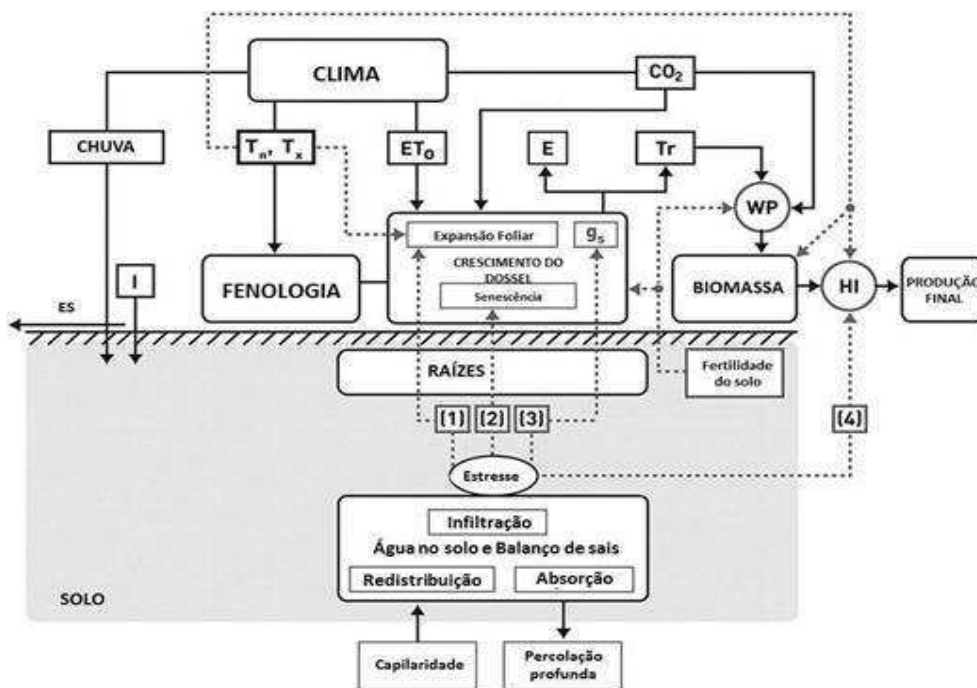 CLIMA
CO₂
CHUVA
Tₙ, Tₓ
ET₀
E
Tr
WP
Expansão Foliar
gₛ
CRESCIMENTO DO
DOSSEL
Senescência
FENOLOGIA
I
BIOMASSA
HI
PRODUÇÃO
FINAL
ES
RAÍZES
Fertilidade
do solo
(1)
(2)
(3)
(4)
Estresse
Infiltração
Água no solo e Balanço de sais
Redistribuição
Absorção
SOLO
Capilaridade
Percolação
profunda